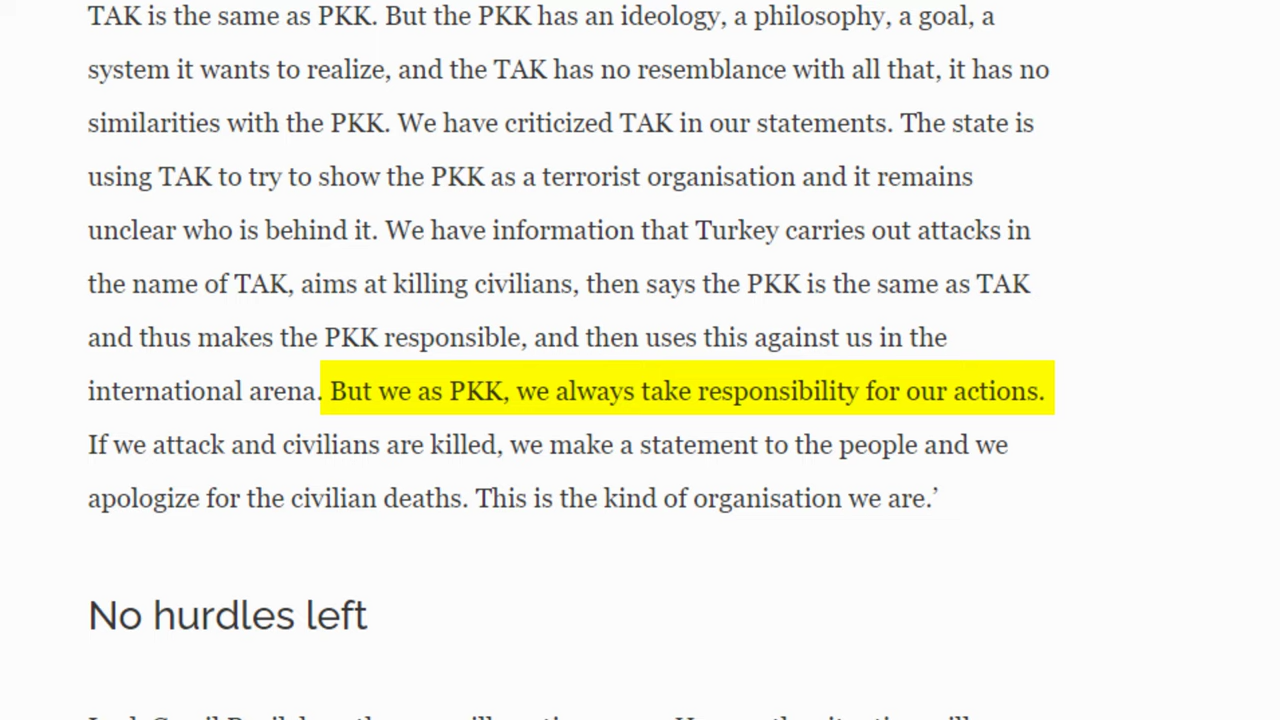 TAK is the same as PKK. But the PKK has an ideology, a philosophy, a goal, a
system it wants to realize, and the TAK has no resemblance with all that, it has no
similarities with the PKK. We have criticized TAK in our statements. The state is
using TAK to try to show the PKK as a terrorist organisation and it remains
unclear who is behind it. We have information that Turkey carries out attacks in
the name of TAK, aims at killing civilians, then says the PKK is the same as TAK
and thus makes the PKK responsible, and then uses this against us in the
international arena. But we as PKK, we always take responsibility for our actions.
If we attack and civilians are killed, we make a statement to the people and we
apologize for the civilian deaths. This is the kind of organisation we are.’
No hurdles left